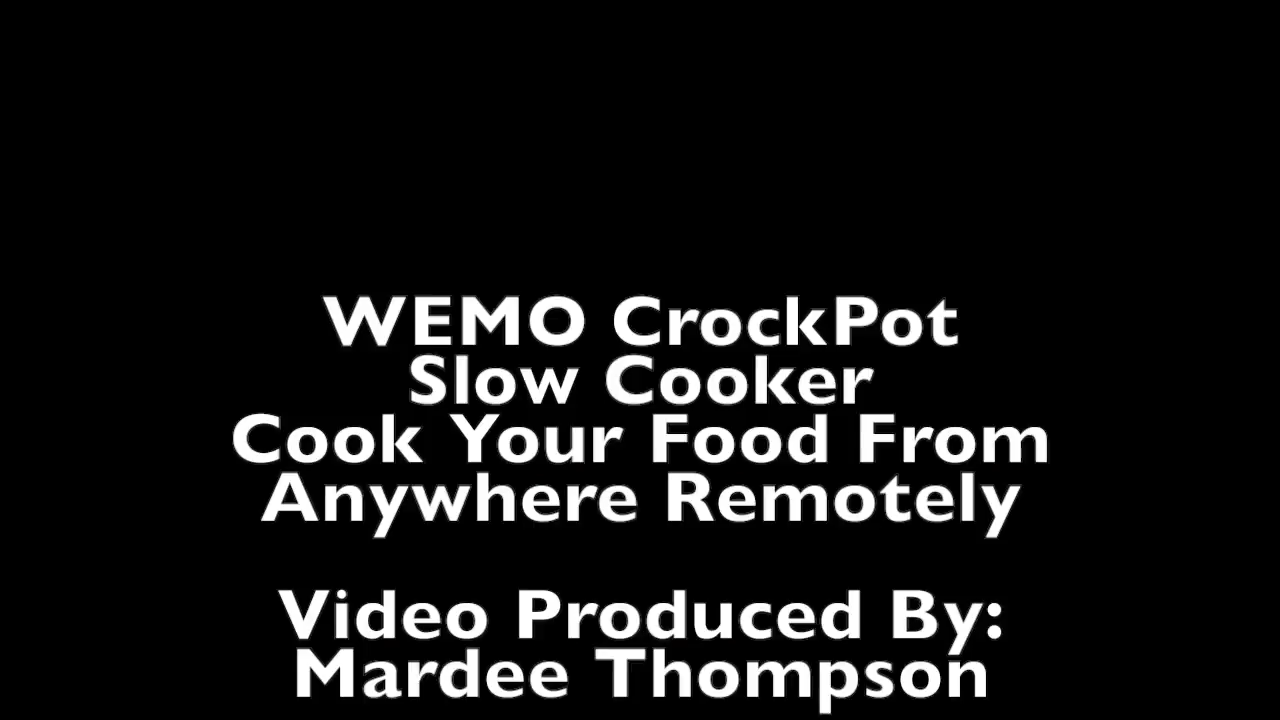 WEMO CrockPot
Slow Cooker
Cook Your Food From
Anywhere Remotely
Video Produced By:
Mardee Thompson